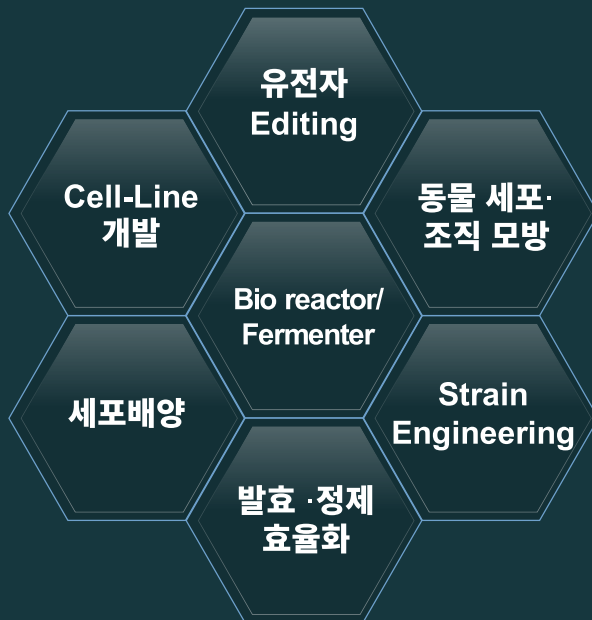 유전자
Editing
Cell-Line
개발
동물 세포·
조직 모방
Bio reactor/
Fermenter
세포배양
Strain
Engineering
발효 ·정제
효율화